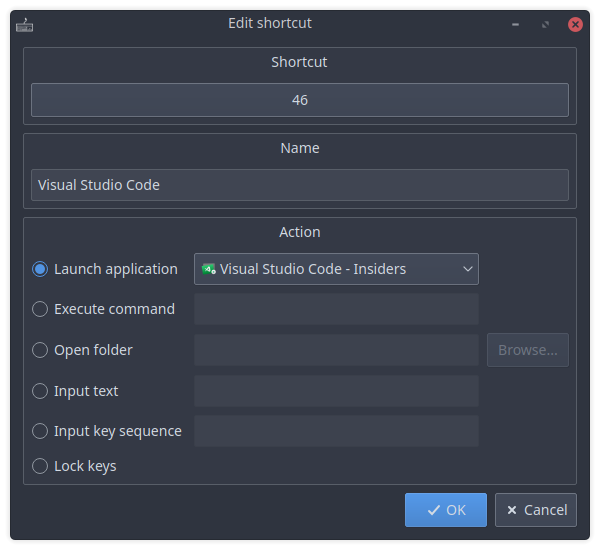 Edit shortcut
Shortcut
46
Name
Visual Studio Code
Action
Launch application
Visual Studio Code - Insiders
Execute command
Open folder
Browse...
Input text
Input key sequence
Lock keys
OK
Cancel